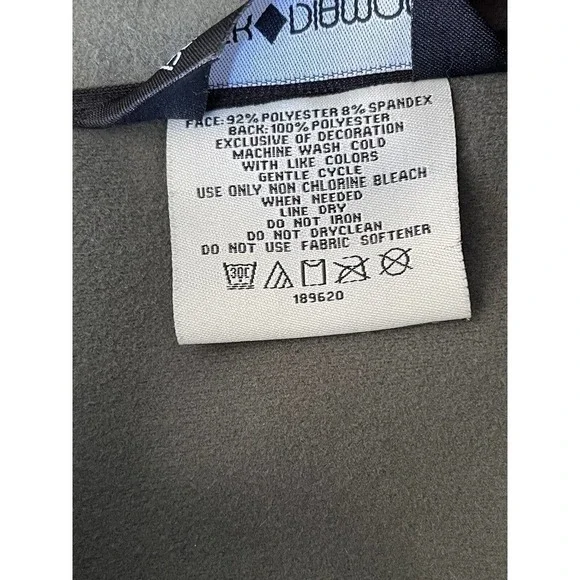 DIAMO
FACE: 92% POLYESTER 8% SPANDEX
BACK: 100% POLYESTER
EXCLUSIVE OF DECORATION
MACHINE WASH COLD
WITH LIKE COLORS
GENTLE CYCLE
USE ONLY NON CHLORINE BLEACH
WHEN NEEDED
LINE DRY
DO NOT IRON
DO NOT DRYCLEAN
DO NOT USE FABRIC SOFTENER
30C
189620